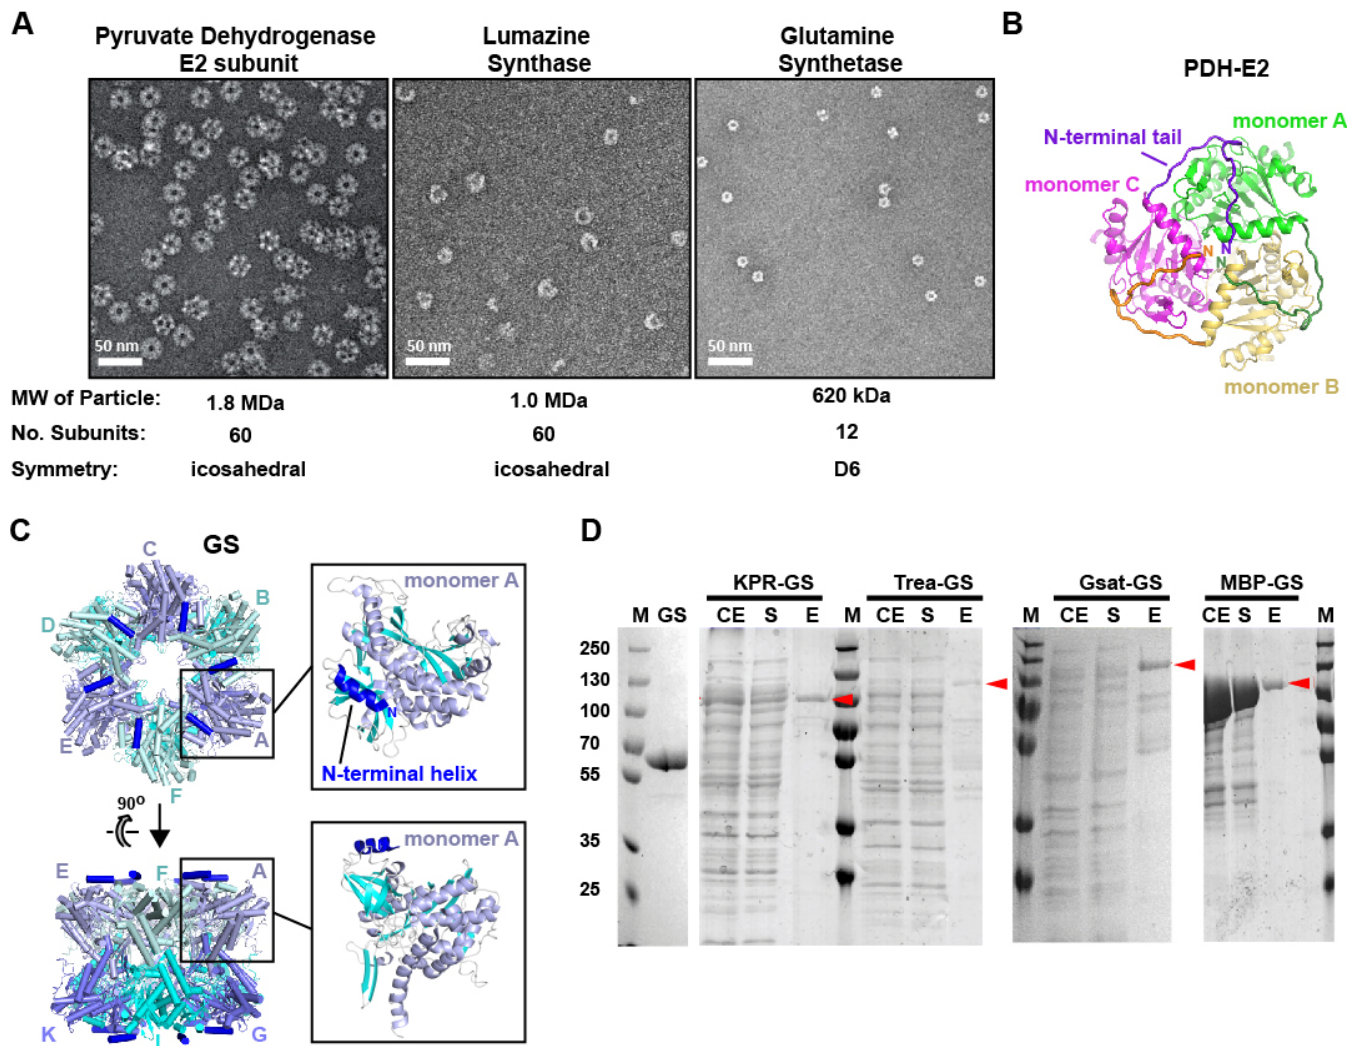 A
Pyruvate Dehydrogenase
E2 subunit
Lumazine
Synthase
Glutamine
Synthetase
50 nm
50 nm
50 nm
MW of Particle: 1.8 MDa 1.0 MDa 620 kDa
No. Subunits: 60 60 12
Symmetry: icosahedral icosahedral D6
B
PDH-E2
monomer A
N-terminal tail
monomer C
N
N
N
monomer B
C
GS
C
B
D
E
A
F
monomer A
N
N-terminal helix
90º
E
F
A
K
I
G
monomer A
D
KPR-GS Trea-GS Gsat-GS MBP-GS
M GS CE S E M CE S E M CE S E CE S E M
250
130
100
70
55
35
25